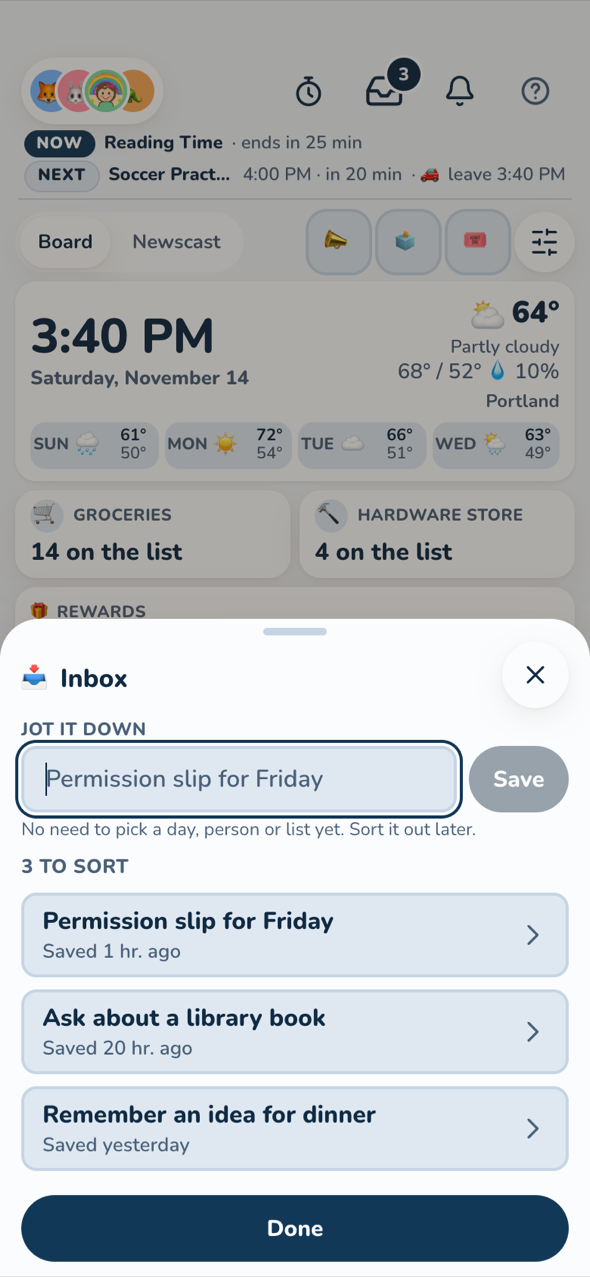 3
NOW Reading Time · ends in 25 min
NEXT Soccer Pract... 4:00 PM · in 20 min · 🚗 leave 3:40 PM
Board Newscast
3:40 PM
Saturday, November 14
64°
Partly cloudy
68° / 52° 💧 10%
Portland
SUN 61° 50°
MON 72° 54°
TUE 66° 51°
WED 63° 49°
GROCERIES
14 on the list
HARDWARE STORE
4 on the list
REWARDS
Inbox
JOT IT DOWN
Permission slip for Friday
Save
No need to pick a day, person or list yet. Sort it out later.
3 TO SORT
Permission slip for Friday
Saved 1 hr. ago
Ask about a library book
Saved 20 hr. ago
Remember an idea for dinner
Saved yesterday
Done